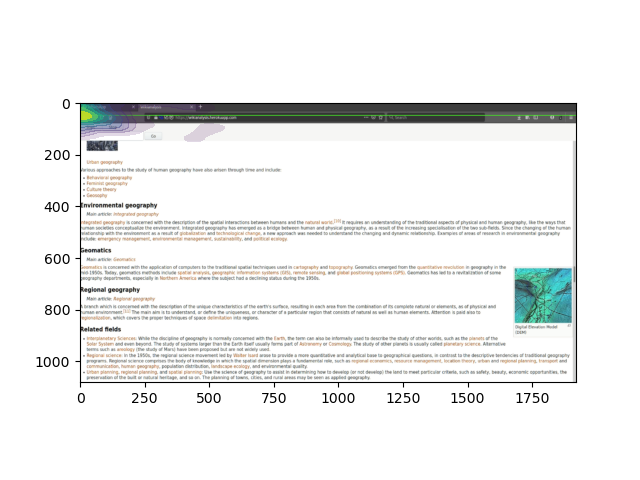 0
200
400
600
800
1000
0
250
500
750
1000
1250
1500
1750
Search
Go
Urban geography
Various approaches to the study of human geography have also arisen through time and include:
• Behavioral geography
• Feminist geography
• Culture theory
• Geosophy
Environmental geography
Main article: Integrated geography
Integrated geography is concerned with the description of the spatial interactions between humans and the natural world. It requires an understanding of the traditional aspects of physical and human geography, like the ways that
human societies conceptualize the environment. Integrated geography has emerged as a bridge between human and physical geography, as a result of the increasing specialisation of the two sub-fields. Since the changing of the human
relationship with the environment as a result of globalization and technological change, a new approach was needed to understand the changing and dynamic relationship. Examples of areas of research in environmental geography
include: emergency management, environmental management, sustainability, and political ecology.
Geomatics
Main article: Geomatics
Geomatics is concerned with the application of computers to the traditional spatial techniques used in cartography and topography. Geomatics emerged from the quantitative revolution in geography in the
mid-1950s. Today, geomatics methods include spatial analysis, geographic information systems (GIS), remote sensing, and global positioning systems (GPS). Geomatics has led to a revitalization of some
geography departments, especially in Northern America where the subject had a declining status during the 1950s.
Regional geography
Main article: Regional geography
A branch which is concerned with the description of the unique characteristics of the earth's surface, resulting in each area from the combination of its complete natural or elements, as of physical and
human environment. The main aim is to understand, or define the uniqueness, or character of a particular region that consists of natural as well as human elements. Attention is paid also to
regionalization, which covers the proper techniques of space delimitation into regions.
Digital Elevation Model
(DEM)
Related fields
• Interplanetary Sciences: While the discipline of geography is normally concerned with the Earth, the term can also be informally used to describe the study of other worlds, such as the planets of the
Solar System and even beyond. The study of systems larger than the Earth itself usually forms part of Astronomy or Cosmology. The study of other planets is usually called planetary science. Alternative
terms such as areology (the study of Mars) have been proposed but are not widely used.
• Regional science: In the 1950s, the regional science movement led by Walter Isard arose to provide a more quantitative and analytical base to geographical questions, in contrast to the descriptive tendencies of traditional geography
programs. Regional science comprises the body of knowledge in which the spatial dimension plays a fundamental role, such as regional economics, resource management, location theory, urban and regional planning, transport and
communication, human geography, population distribution, landscape ecology, and environmental quality.
• Urban planning, regional planning, and spatial planning: Use the science of geography to assist in determining how to develop (or not develop) the land to meet particular criteria, such as safety, beauty, economic opportunities, the
preservation of the built or natural heritage, and so on. The planning of towns, cities, and rural areas may be seen as applied geography.